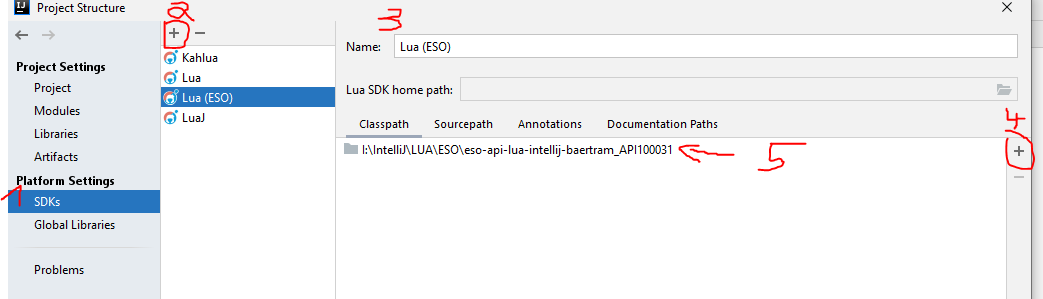 IJ Project Structure
2
3
Name: Lua (ESO)
Kahlua
Project Settings
Lua
Project
Lua SDK home path:
Lua (ESO)
Modules
LuaJ
4
Libraries
Classpath Sourcepath Annotations Documentation Paths
Artifacts
I:\IntelliJ\LUA\ESO\eso-api-lua-intellij-baertram_API100031
5
Platform Settings
1
SDKs
Global Libraries
Problems